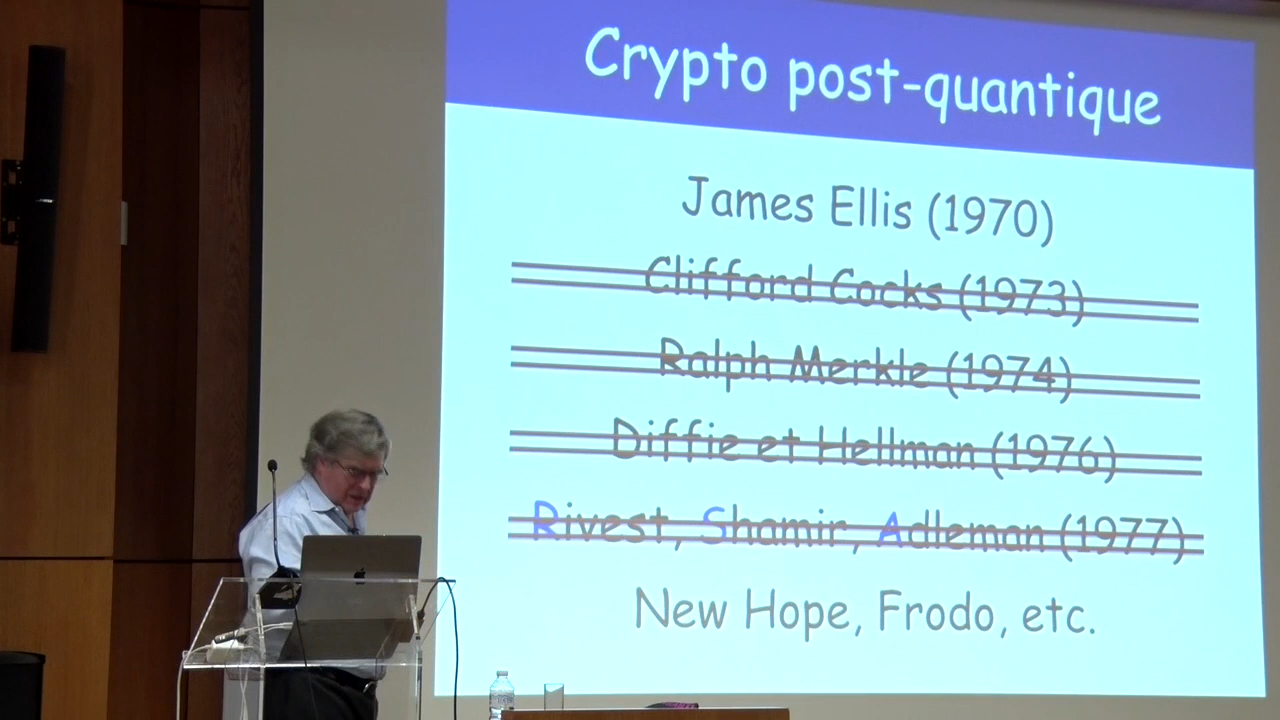 Crypto post-quantique
James Ellis (1970)
Clifford Cocks (1973)
Ralph Merkle (1974)
Diffie et Hellman (1976)
Rivest, Shamir, Adleman (1977)
New Hope, Frodo, etc.